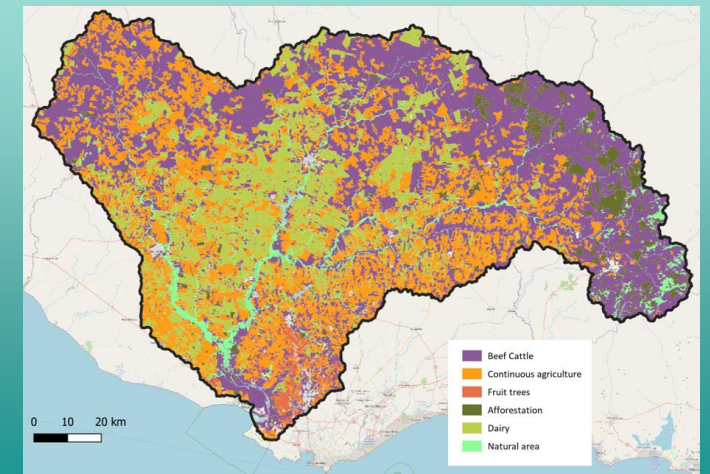 Beef Cattle
Continuous agriculture
Fruit trees
Afforestation
Dairy
Natural area
0 10 20 km